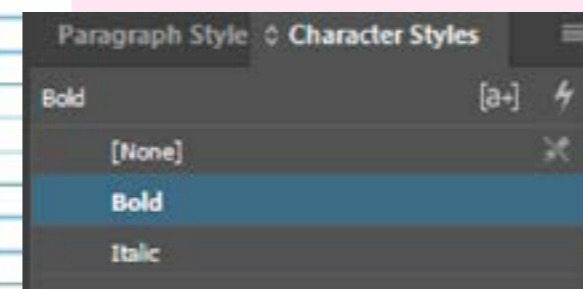 Paragraph Style Character Styles
Bold [a+]
[None]
Bold
Italic